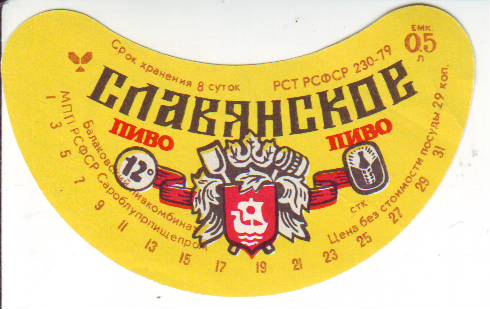 Срок хранения 8 суток
РСТ РСФСР 230-79
ЕМК.
0,5
Л
СЛАВЯНСКОЕ
ПИВО
ПИВО
12°
МПП РСФСР Сароблупрпищепром
Балаковский пивкомбинат
СТК
Цена без стоимости посуды 29 коп.
1 3 5 7 9 11 13 15 17 19 21 23 25 27 29 31